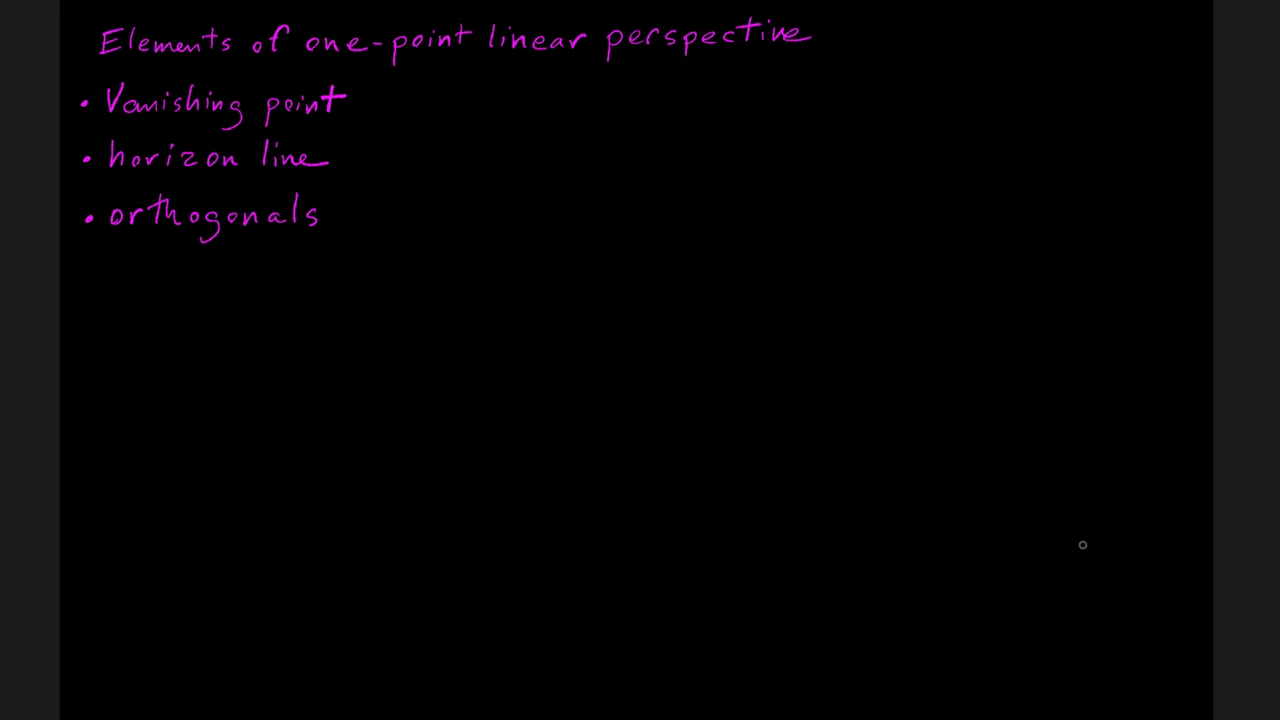 Elements of one-point linear perspective
• Vanishing point
• horizon line
• orthogonals